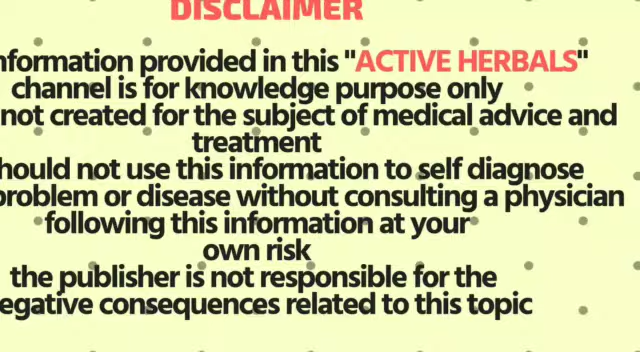 DISCLAIMER
nformation provided in this "ACTIVE HERBALS"
channel is for knowledge purpose only
not created for the subject of medical advice and
treatment
hould not use this information to self diagnose
problem or disease without consulting a physician
following this information at your
own risk
the publisher is not responsible for the
egative consequences related to this topic